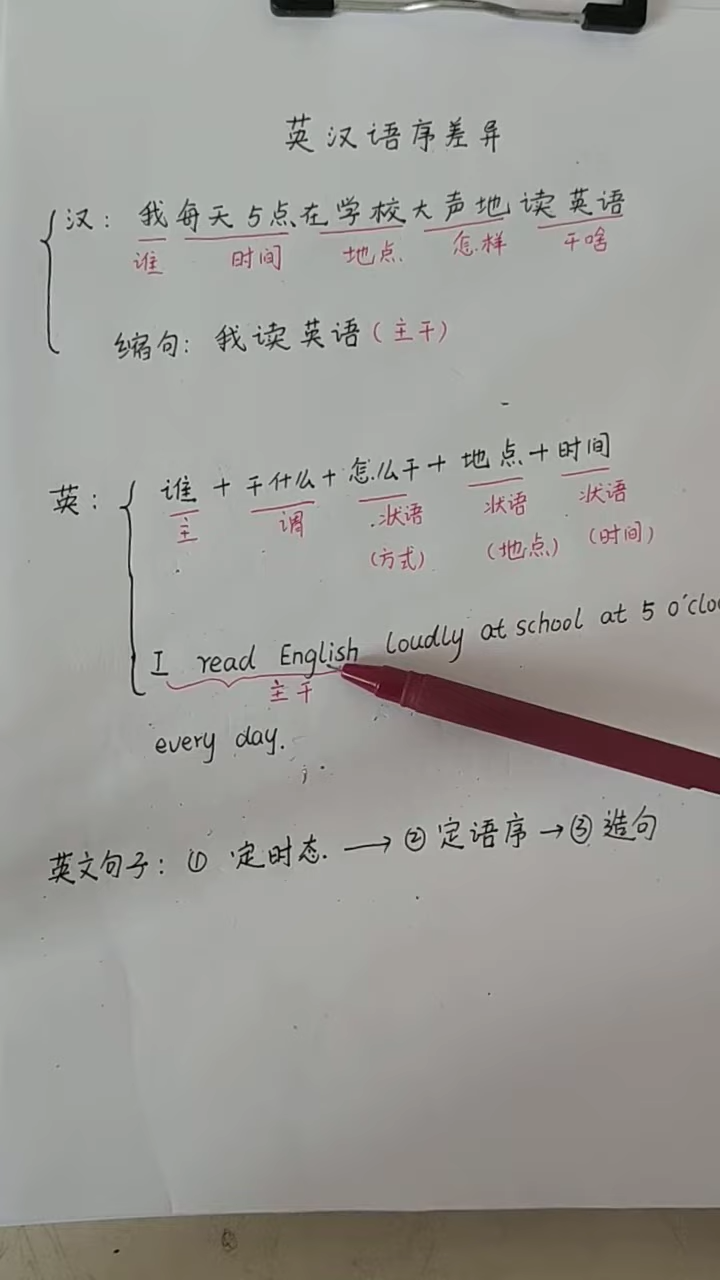 英汉语序差异
汉：我每天5点在学校大声地读英语
谁 时间 地点 怎样 干啥
缩句：我读英语（主干）
英：谁＋干什么＋怎么干＋地点＋时间
主 谓 状语 状语 状语
（方式） （地点） （时间）
I read English loudly at school at 5
主干
every day.
英文句子：① 定时态. → ② 定语序 → ③ 造句